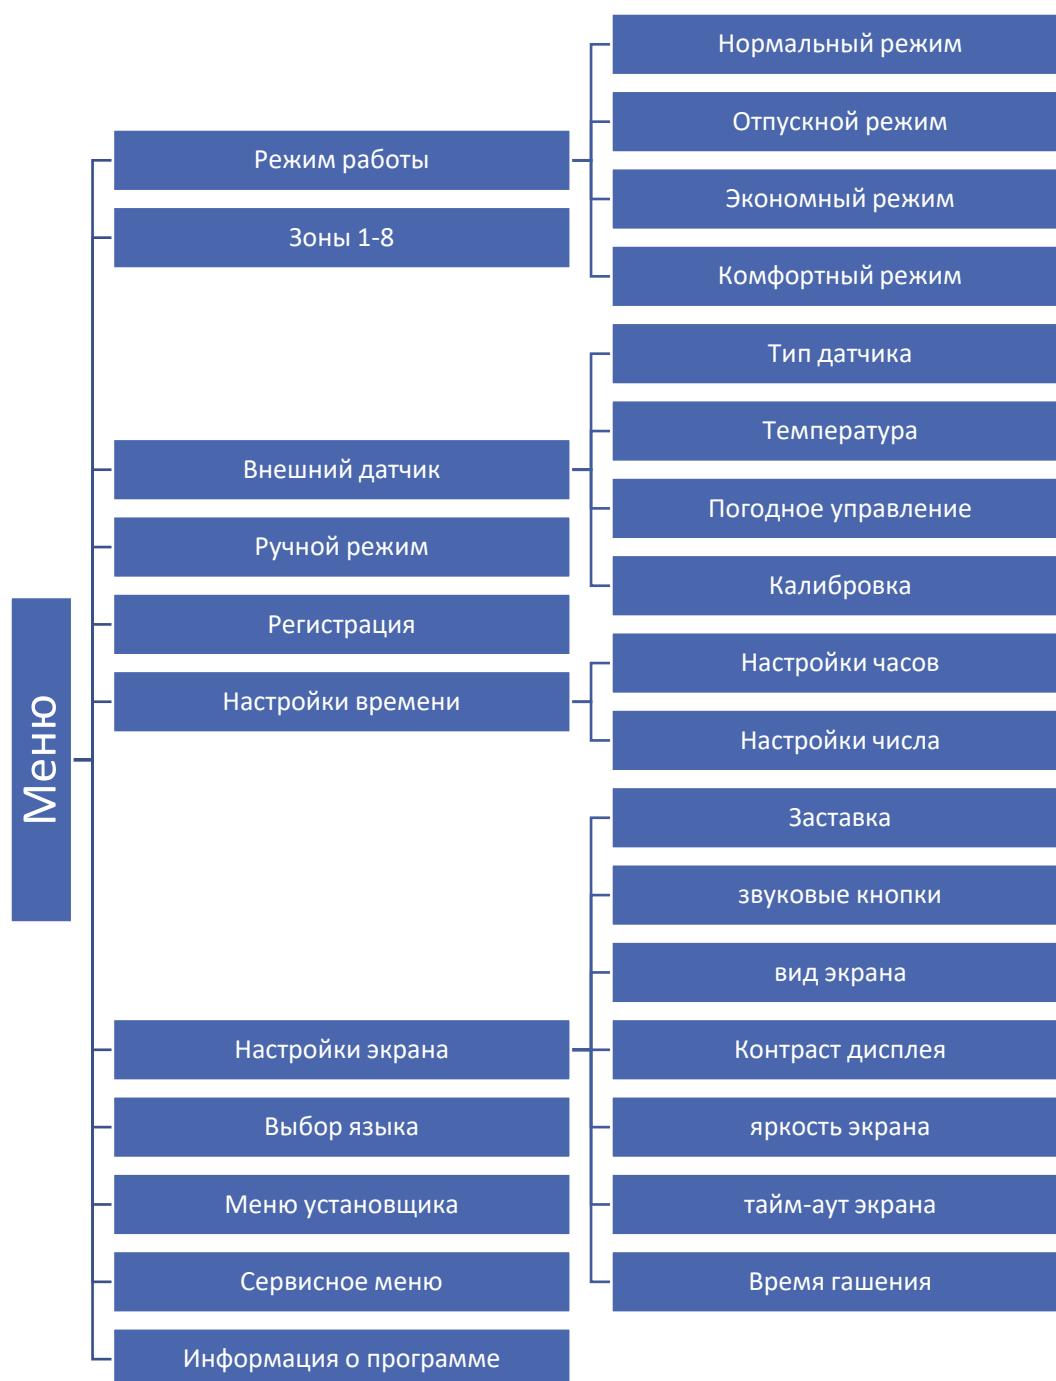 Меню
Режим работы
Нормальный режим
Отпускной режим
Экономный режим
Комфортный режим
Зоны 1-8
Внешний датчик
Тип датчика
Температура
Погодное управление
Калибровка
Ручной режим
Регистрация
Настройки времени
Настройки часов
Настройки числа
Настройки экрана
Заставка
звуковые кнопки
вид экрана
Контраст дисплея
яркость экрана
тайм-аут экрана
Время гашения
Выбор языка
Меню установщика
Сервисное меню
Информация о программе